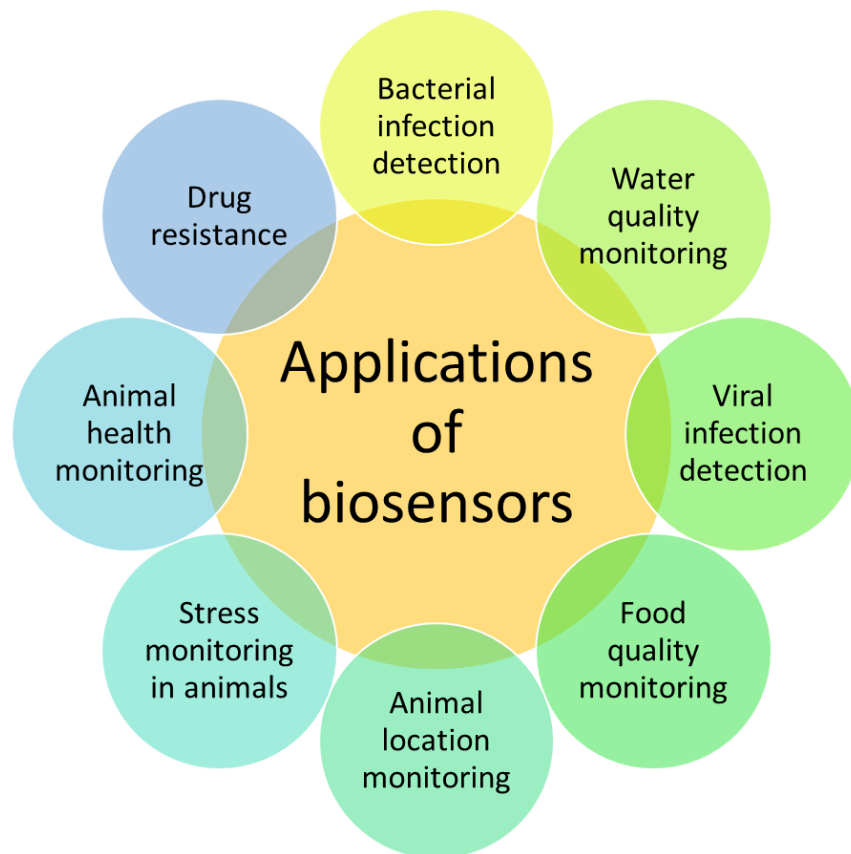 Bacterial
infection
detection
Water
quality
monitoring
Viral
infection
detection
Food
quality
monitoring
Animal
location
monitoring
Stress
monitoring
in animals
Animal
health
monitoring
Drug
resistance
Applications
of
biosensors